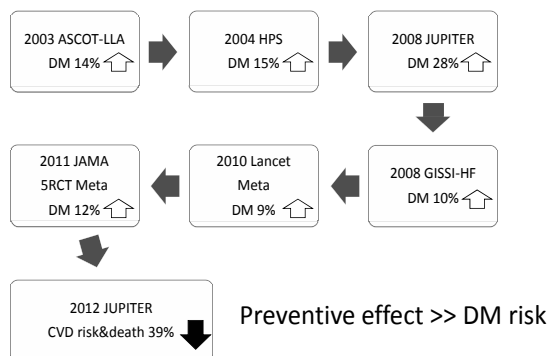 2003 ASCOT-LLA
DM 14%
2004 HPS
DM 15%
2008 JUPITER
DM 28%
2008 GISSI-HF
DM 10%
2010 Lancet
Meta
DM 9%
2011 JAMA
5RCT Meta
DM 12%
2012 JUPITER
CVD risk&death 39%
Preventive effect >> DM risk